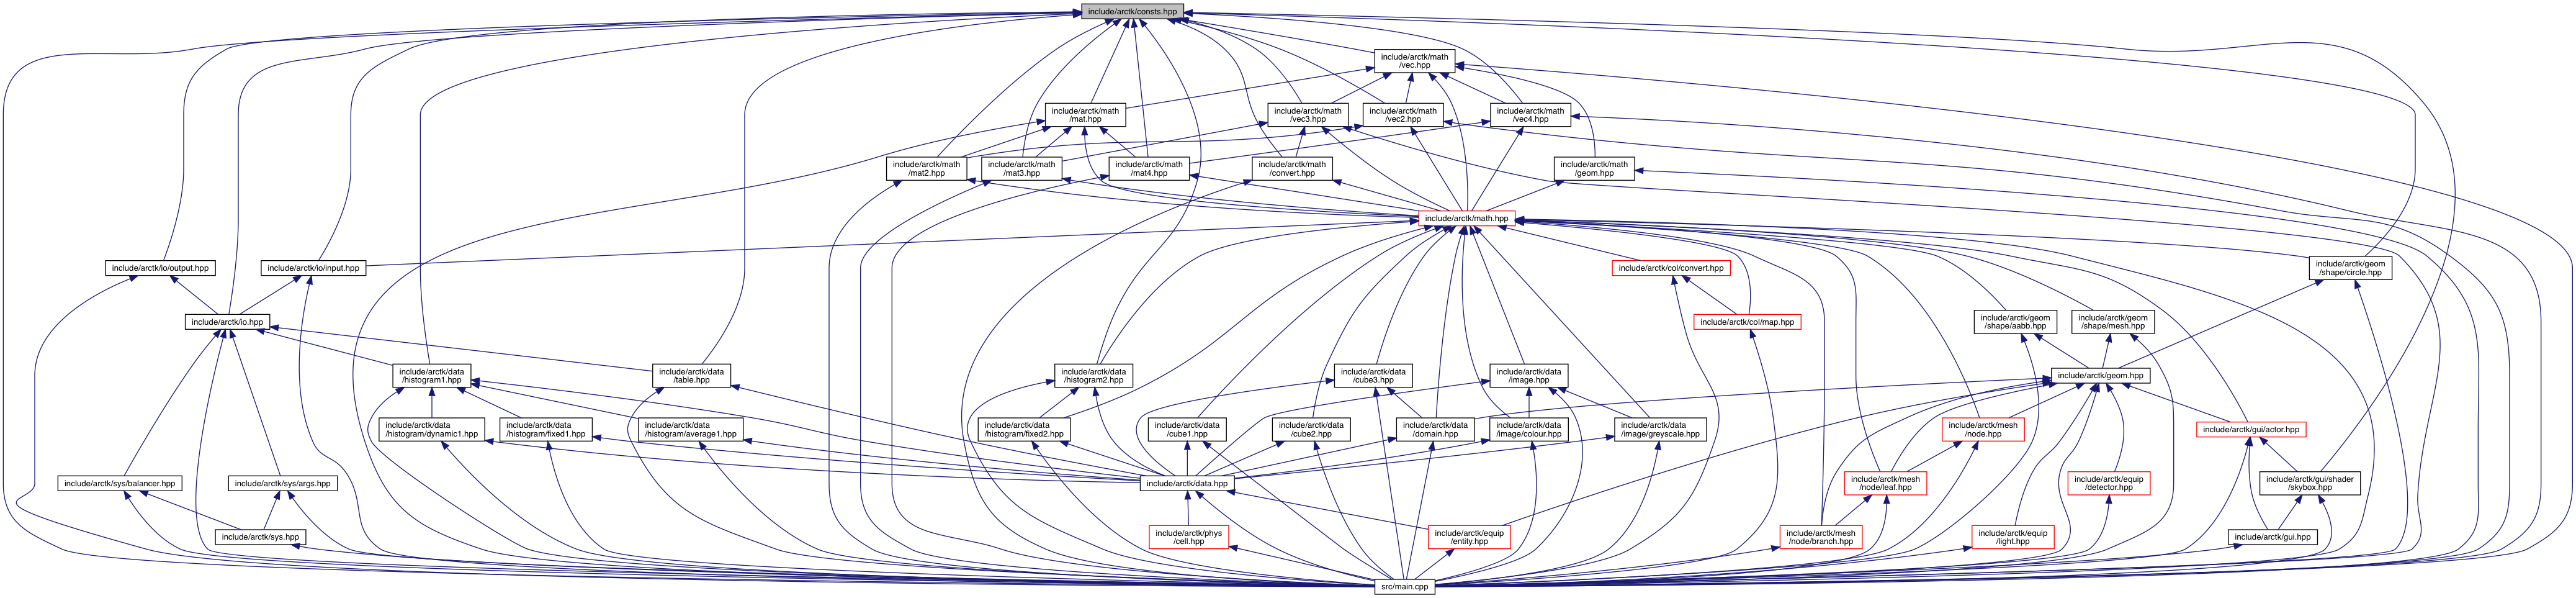 include/arctk/consts.hpp
include/arctk/math
/vec.hpp
include/arctk/math
/mat.hpp
include/arctk/math
/vec3.hpp
include/arctk/math
/vec2.hpp
include/arctk/math
/vec4.hpp
include/arctk/math
/mat2.hpp
include/arctk/math
/mat3.hpp
include/arctk/math
/mat4.hpp
include/arctk/math
/convert.hpp
include/arctk/math
/geom.hpp
include/arctk/math.hpp
include/arctk/io/output.hpp
include/arctk/io/input.hpp
include/arctk/col/convert.hpp
include/arctk/geom
/shape/circle.hpp
include/arctk/io.hpp
include/arctk/col/map.hpp
include/arctk/geom
/shape/aabb.hpp
include/arctk/geom
/shape/mesh.hpp
include/arctk/data
/histogram1.hpp
include/arctk/data
/table.hpp
include/arctk/data
/histogram2.hpp
include/arctk/data
/cube3.hpp
include/arctk/data
/image.hpp
include/arctk/geom.hpp
include/arctk/data
/histogram/dynamic1.hpp
include/arctk/data
/histogram/fixed1.hpp
include/arctk/data
/histogram/average1.hpp
include/arctk/data
/histogram/fixed2.hpp
include/arctk/data
/cube1.hpp
include/arctk/data
/cube2.hpp
include/arctk/data
/domain.hpp
include/arctk/data
/image/colour.hpp
include/arctk/data
/image/greyscale.hpp
include/arctk/mesh
/node.hpp
include/arctk/gui/actor.hpp
include/arctk/sys/balancer.hpp
include/arctk/sys/args.hpp
include/arctk/data.hpp
include/arctk/mesh
/node/leaf.hpp
include/arctk/equip
/detector.hpp
include/arctk/gui/shader
/skybox.hpp
include/arctk/sys.hpp
include/arctk/phys
/cell.hpp
include/arctk/equip
/entity.hpp
include/arctk/mesh
/node/branch.hpp
include/arctk/equip
/light.hpp
include/arctk/gui.hpp
src/main.cpp